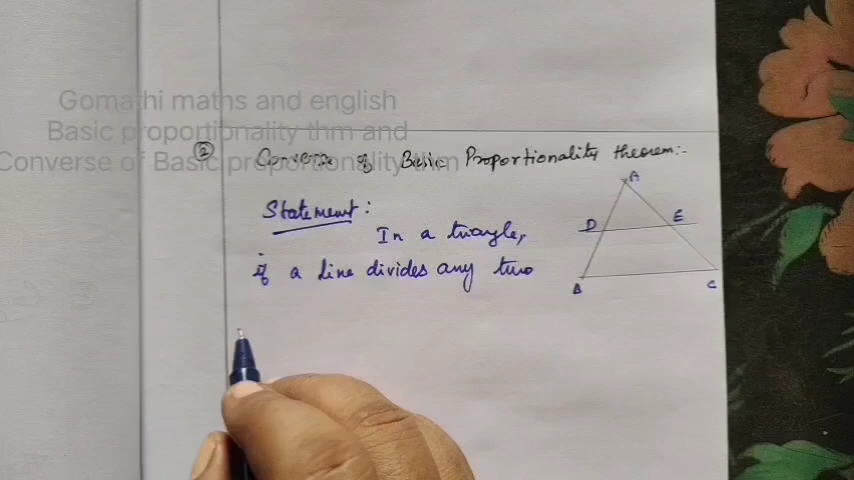 Gomathi maths and english
Basic proportionality thm and
Converse of Basic proportionality thm
② Converse of Basic Proportionality theorem:-
Statement:
In a triangle,
if a line divides any two
A
D E
B C